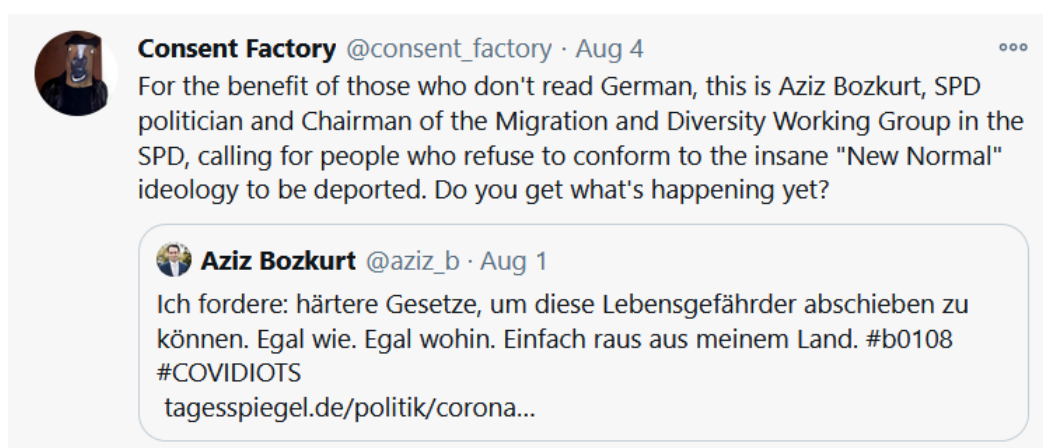 Consent Factory @consent_factory · Aug 4
For the benefit of those who don't read German, this is Aziz Bozkurt, SPD
politician and Chairman of the Migration and Diversity Working Group in the
SPD, calling for people who refuse to conform to the insane "New Normal"
ideology to be deported. Do you get what's happening yet?
Aziz Bozkurt @aziz_b · Aug 1
Ich fordere: härtere Gesetze, um diese Lebensgefährder abschieben zu
können. Egal wie. Egal wohin. Einfach raus aus meinem Land. #b0108
#COVIDIOTS
tagesspiegel.de/politik/corona...